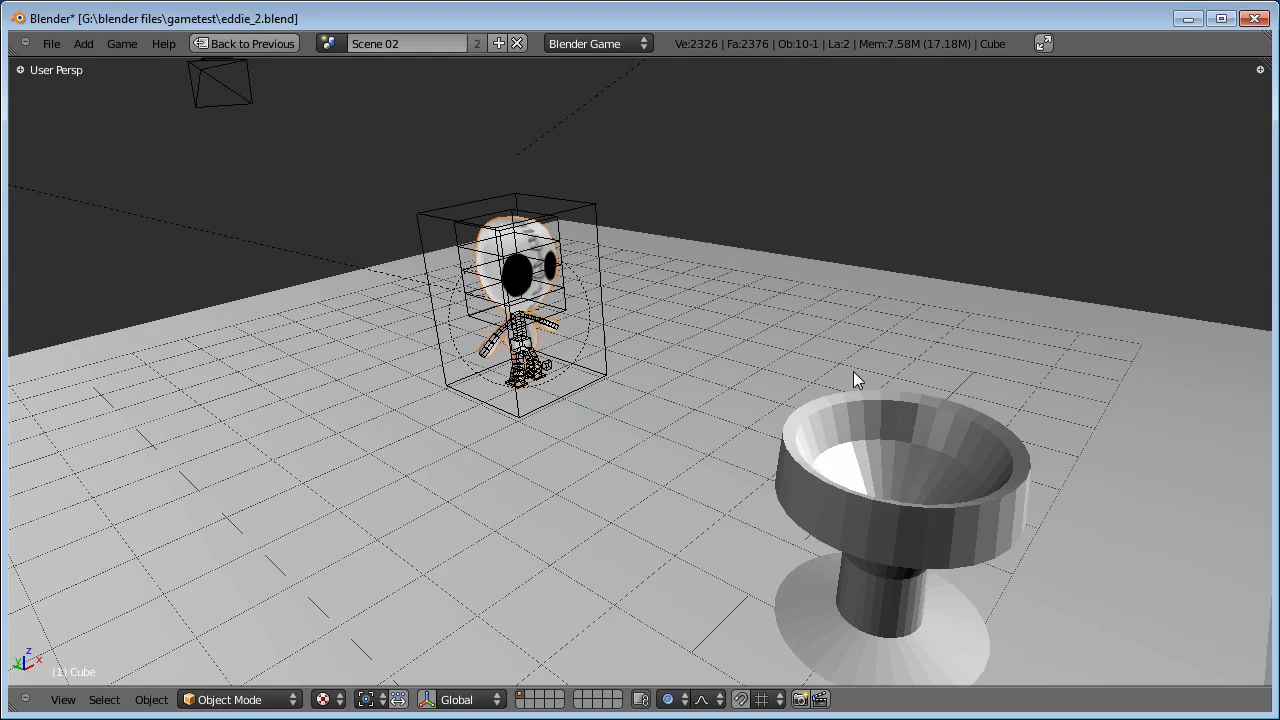 Blender* [G:\blender files\gametest\eddie_2.blend]
File Add Game Help Back to Previous Scene 02 2 Blender Game Ve:2326 | Fa:2376 | Ob:10-1 | La:2 | Mem:7.58M (17.18M) | Cube
User Persp
z
y x
(1) Cube
View Select Object Object Mode Global